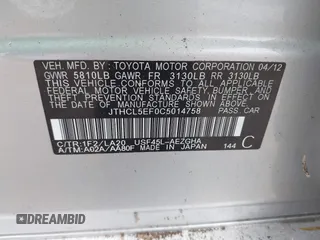 MFD. BY: TOYOTA MOTOR CORPORATION 04/12
GVWR 5810LB GAWR FR 3130LB RR 3130LB
THIS VEHICLE CONFORMS TO ALL APPLICABLE
FEDERAL MOTOR VEHICLE SAFETY, BUMPER, AND
THEFT PREVENTION STANDARDS IN EFFECT ON
THE DATE OF MANUFACTURE SHOWN ABOVE.
JTHCL5EF0C5014758 PASS. CAR
C/TR:1F2/LA20 USF45L-AEZGHA
A/TM:A02A/AA80F MADE IN JAPAN 144 C
© ДИЗАМБІD